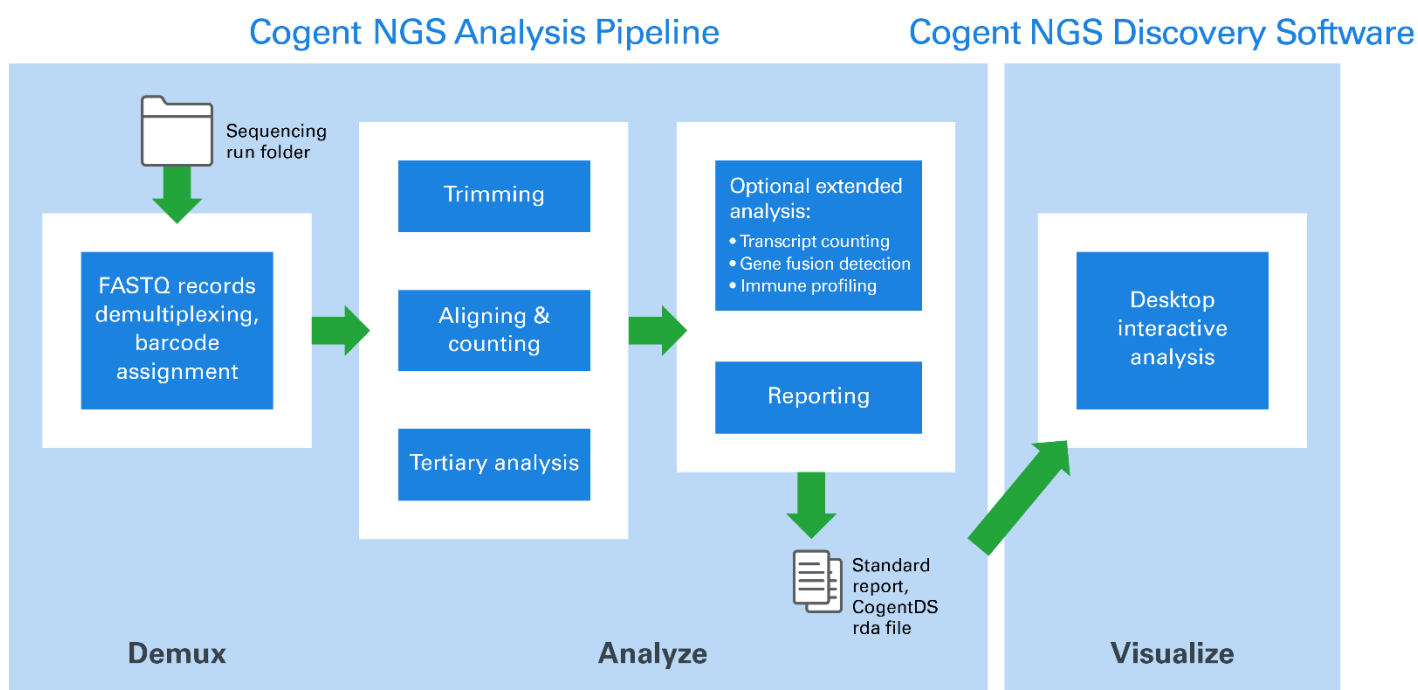 Cogent NGS Analysis Pipeline
Cogent NGS Discovery Software
Sequencing
run folder
FASTQ records
demultiplexing,
barcode
assignment
Trimming
Aligning &
counting
Tertiary analysis
Optional extended
analysis:
• Transcript counting
• Gene fusion detection
• Immune profiling
Reporting
Standard
report,
CogentDS
rda file
Desktop
interactive
analysis
Demux
Analyze
Visualize